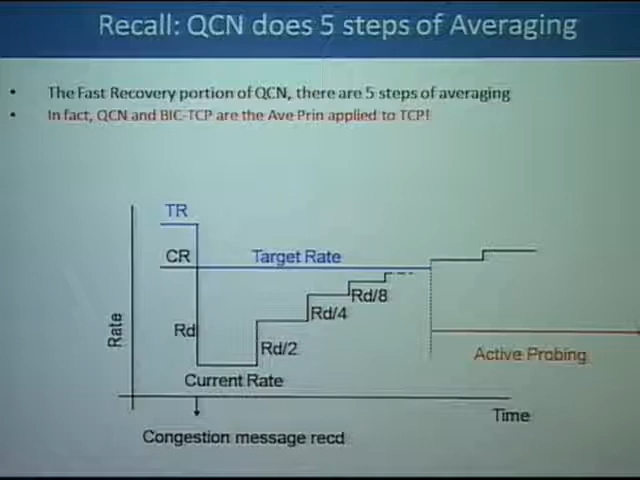 Recall: QCN does 5 steps of Averaging
• The Fast Recovery portion of QCN, there are 5 steps of averaging
• In fact, QCN and BIC-TCP are the Ave Prin applied to TCP!
TR
CR
Target Rate
Rd/8
Rd/4
Rate
Rd
Rd/2
Active Probing
Current Rate
Time
Congestion message recd